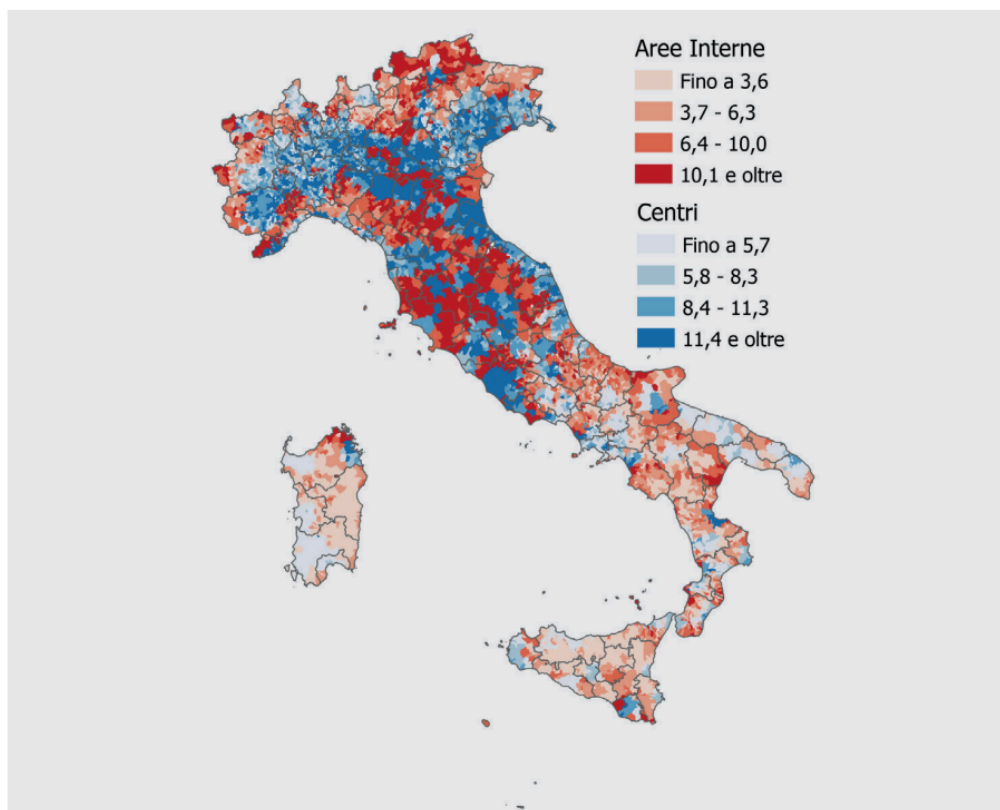 Aree Interne
Fino a 3,6
3,7 - 6,3
6,4 - 10,0
10,1 e oltre
Centri
Fino a 5,7
5,8 - 8,3
8,4 - 11,3
11,4 e oltre